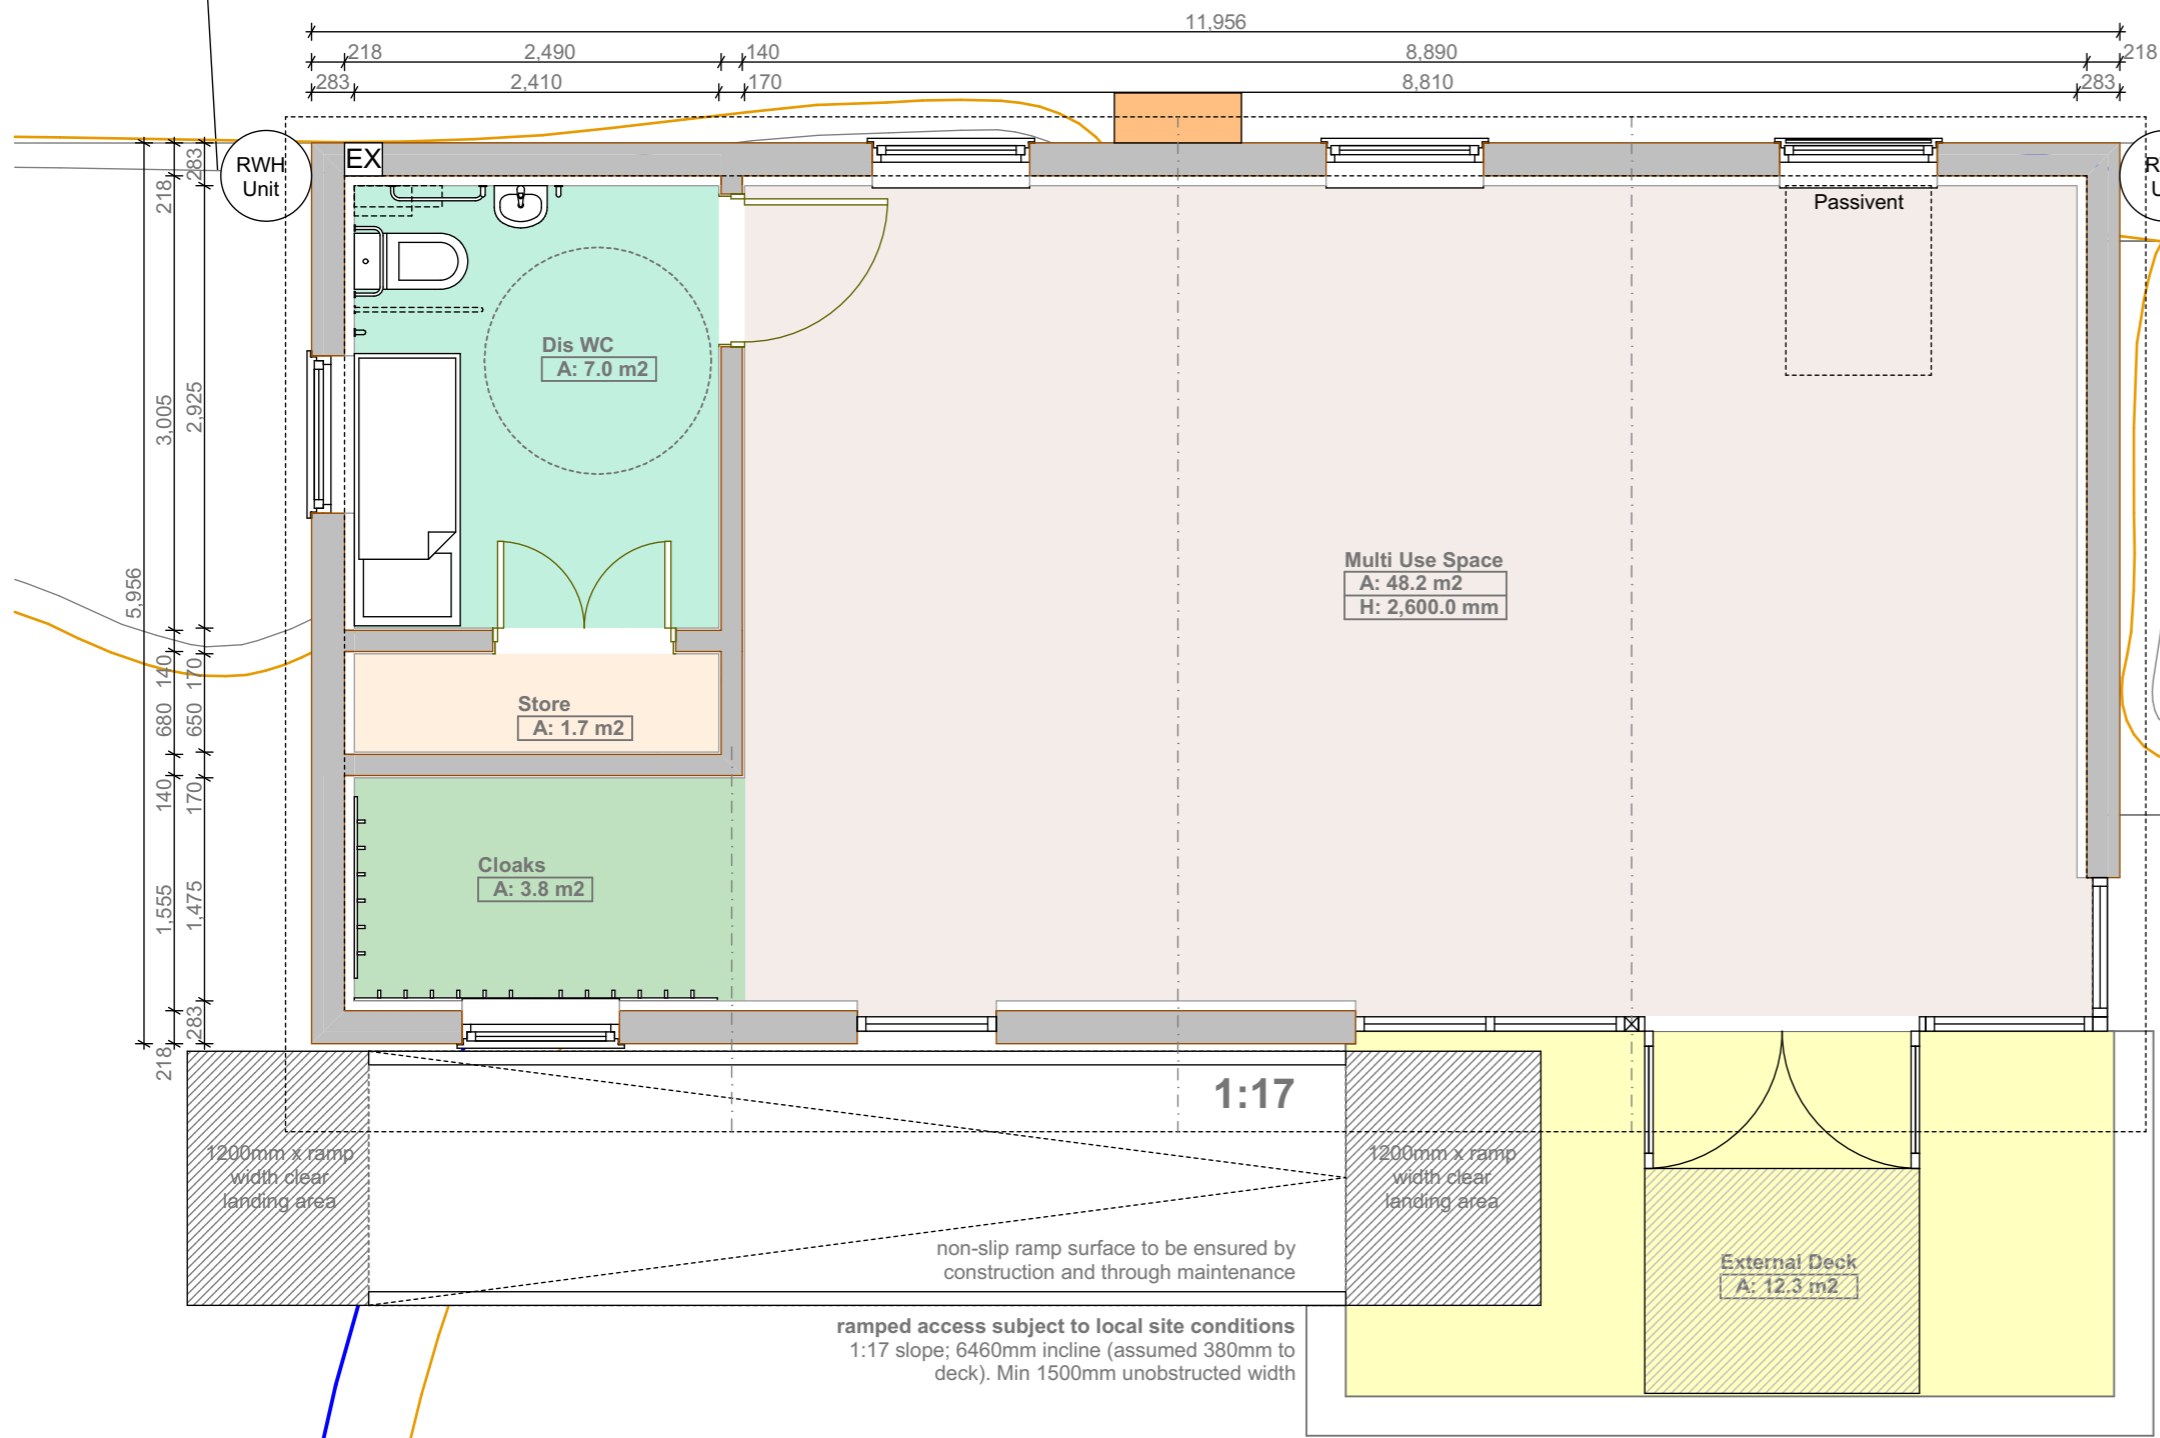 11,956
218
2,490
140
8,890
218
283
2,410
170
8,810
283
RWH
Unit
EX
283
218
Passivent
Dis WC
A: 7.0 m2
3,005
2,925
Multi Use Space
A: 48.2 m2
H: 2,600.0 mm
5,956
140
170
Store
A: 1.7 m2
680
650
140
170
Cloaks
A: 3.8 m2
1,555
1,475
283
218
1:17
1200mm x ramp
width clear
landing area
1200mm x ramp
width clear
landing area
non-slip ramp surface to be ensured by
construction and through maintenance
External Deck
A: 12.3 m2
ramped access subject to local site conditions
1:17 slope; 6460mm incline (assumed 380mm to
deck). Min 1500mm unobstructed width